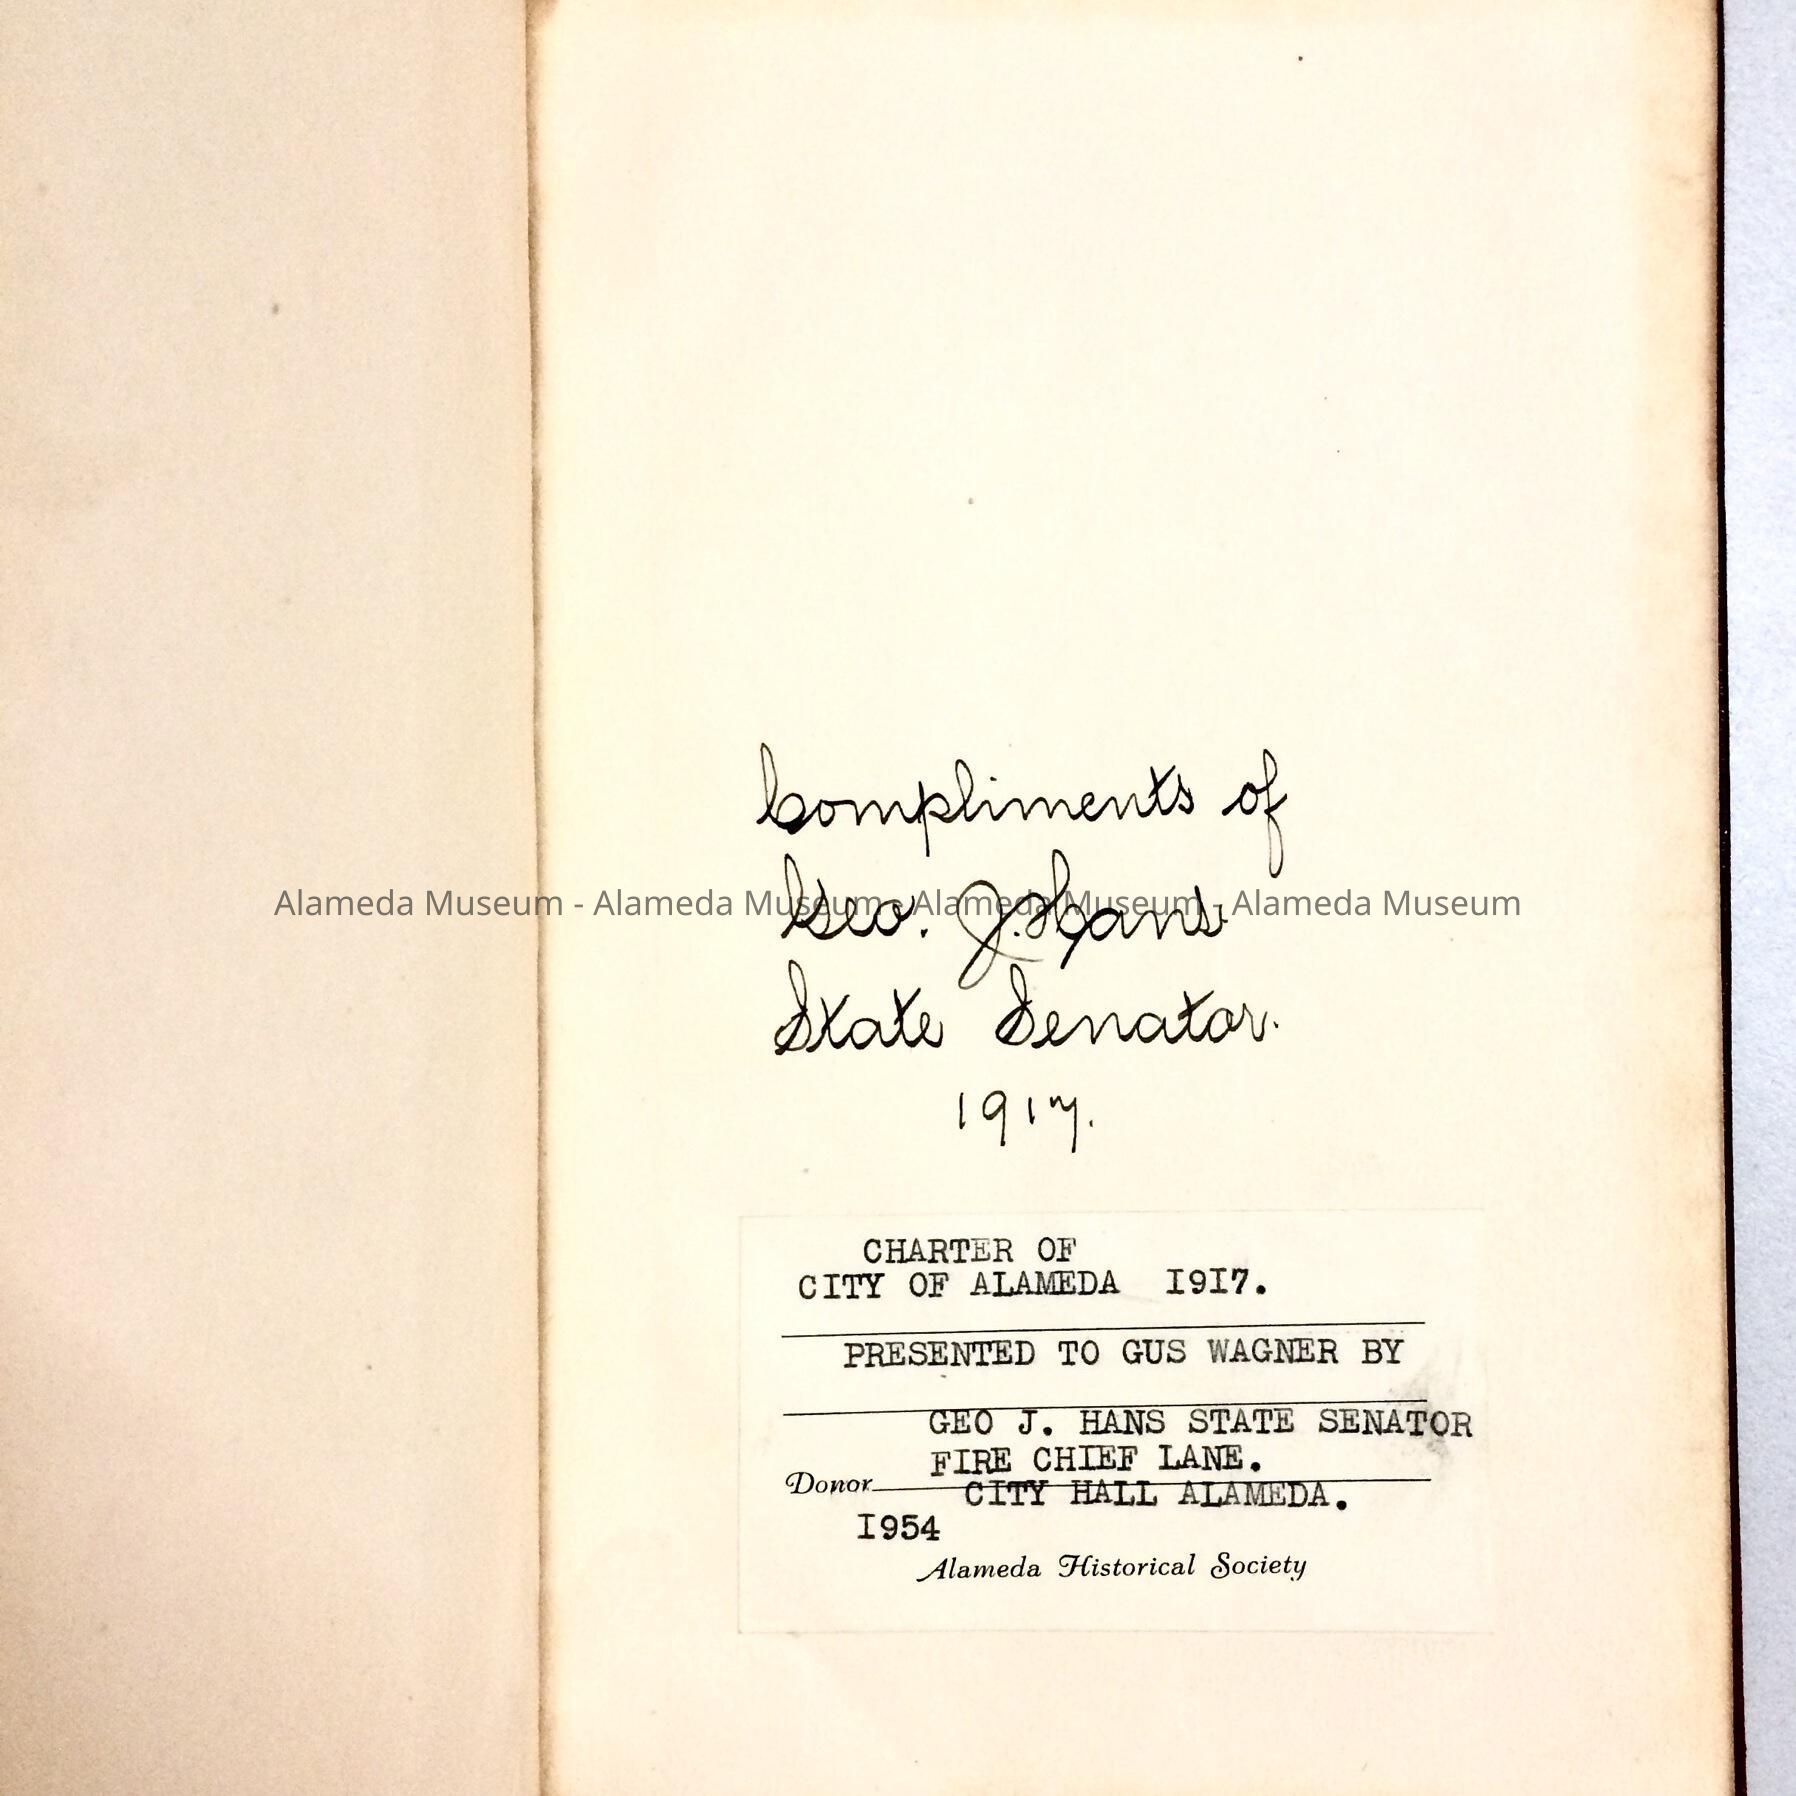 Compliments of
Alameda Museum - Alameda Museum - Alameda Museum - Alameda Museum
Geo. J. Hans.
State Senator.
1917.
CHARTER OF
CITY OF ALAMEDA 1917.
PRESENTED TO GUS WAGNER BY
GEO J. HANS STATE SENATOR
FIRE CHIEF LANE.
Donor CITY HALL ALAMEDA.
1954
Alameda Historical Society